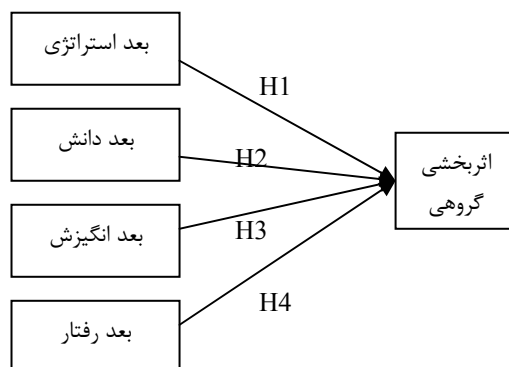 بعد استراتژی
H1
بعد دانش
H2
اثربخشی
گروهی
بعد انگیزش
H3
H4
بعد رفتار